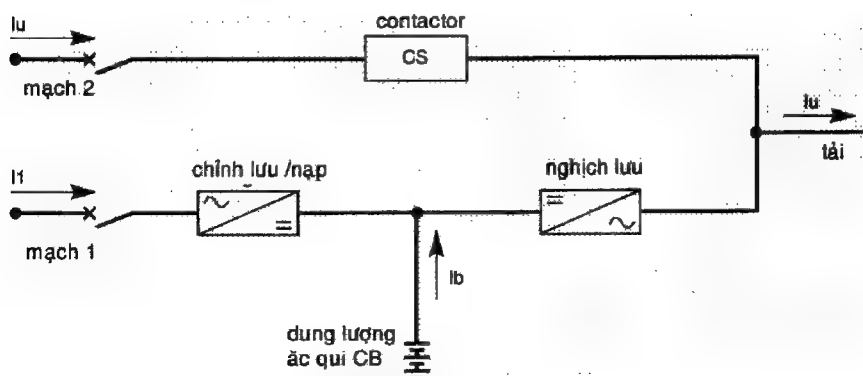 Iu
contactor
CS
mạch 2
Iu
tải
I1
chỉnh lưu /nạp
nghịch lưu
mạch 1
Ib
dung lượng
ắc qui CB